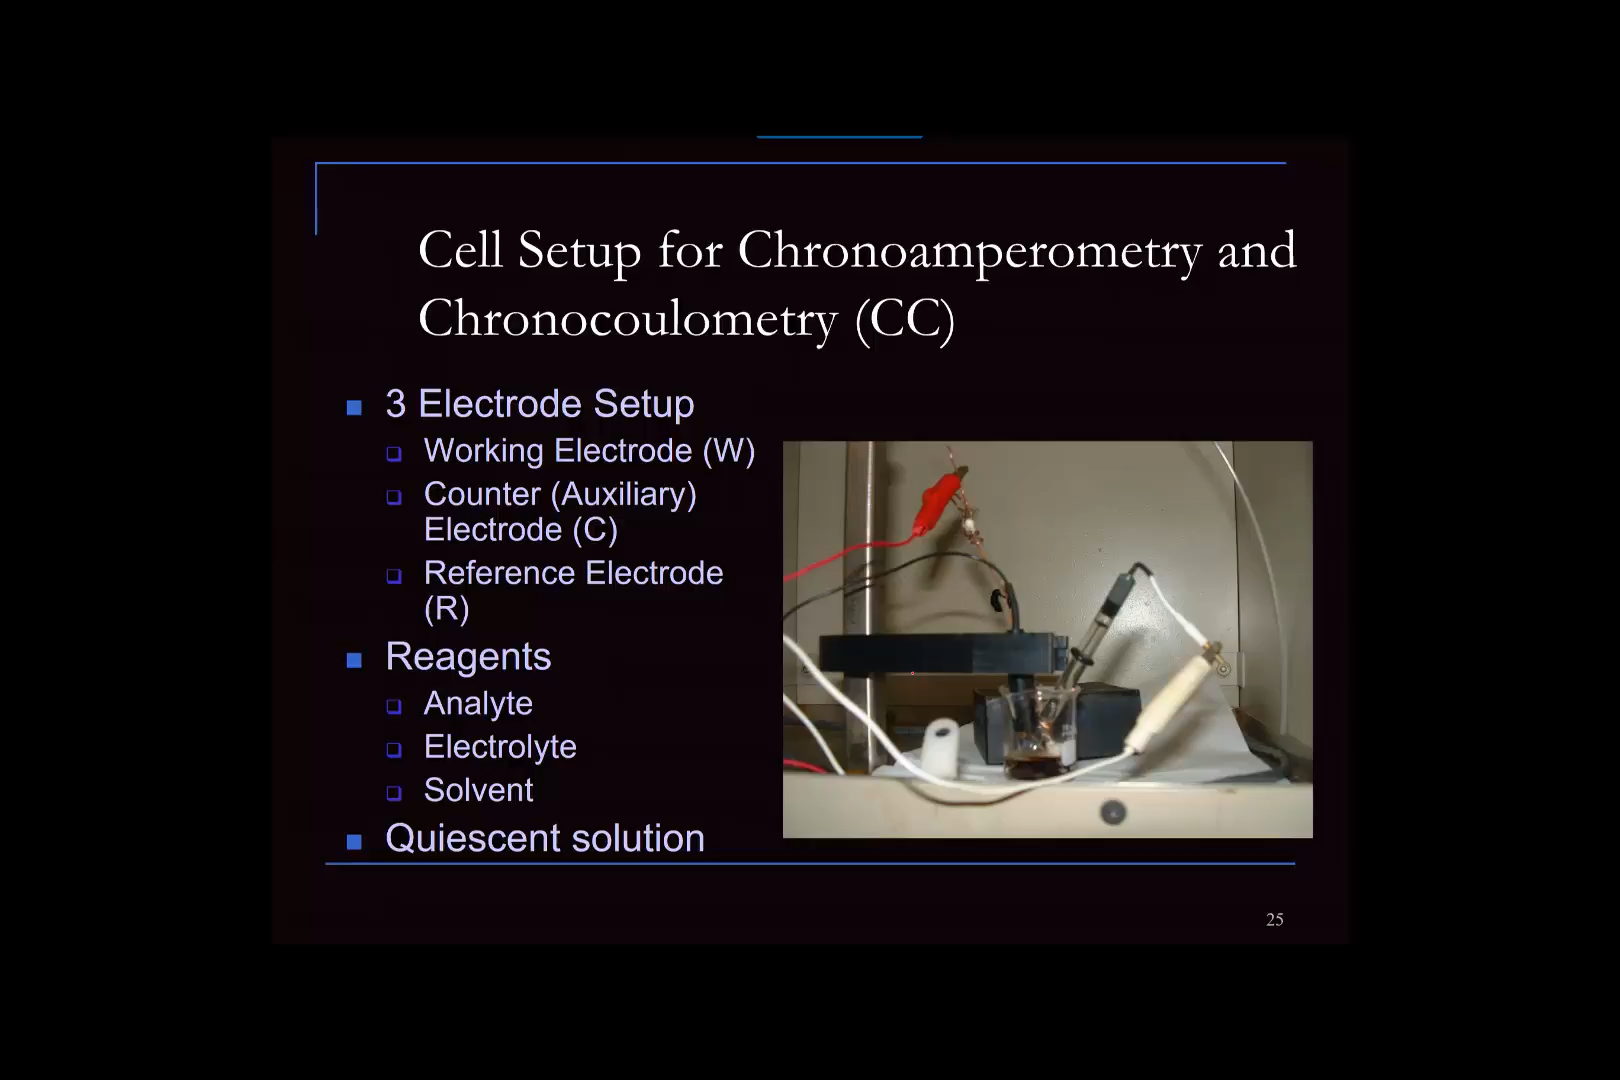 Cell Setup for Chronoamperometry and
Chronocoulometry (CC)
3 Electrode Setup
Working Electrode (W)
Counter (Auxiliary)
Electrode (C)
Reference Electrode
(R)
Reagents
Analyte
Electrolyte
Solvent
Quiescent solution
25